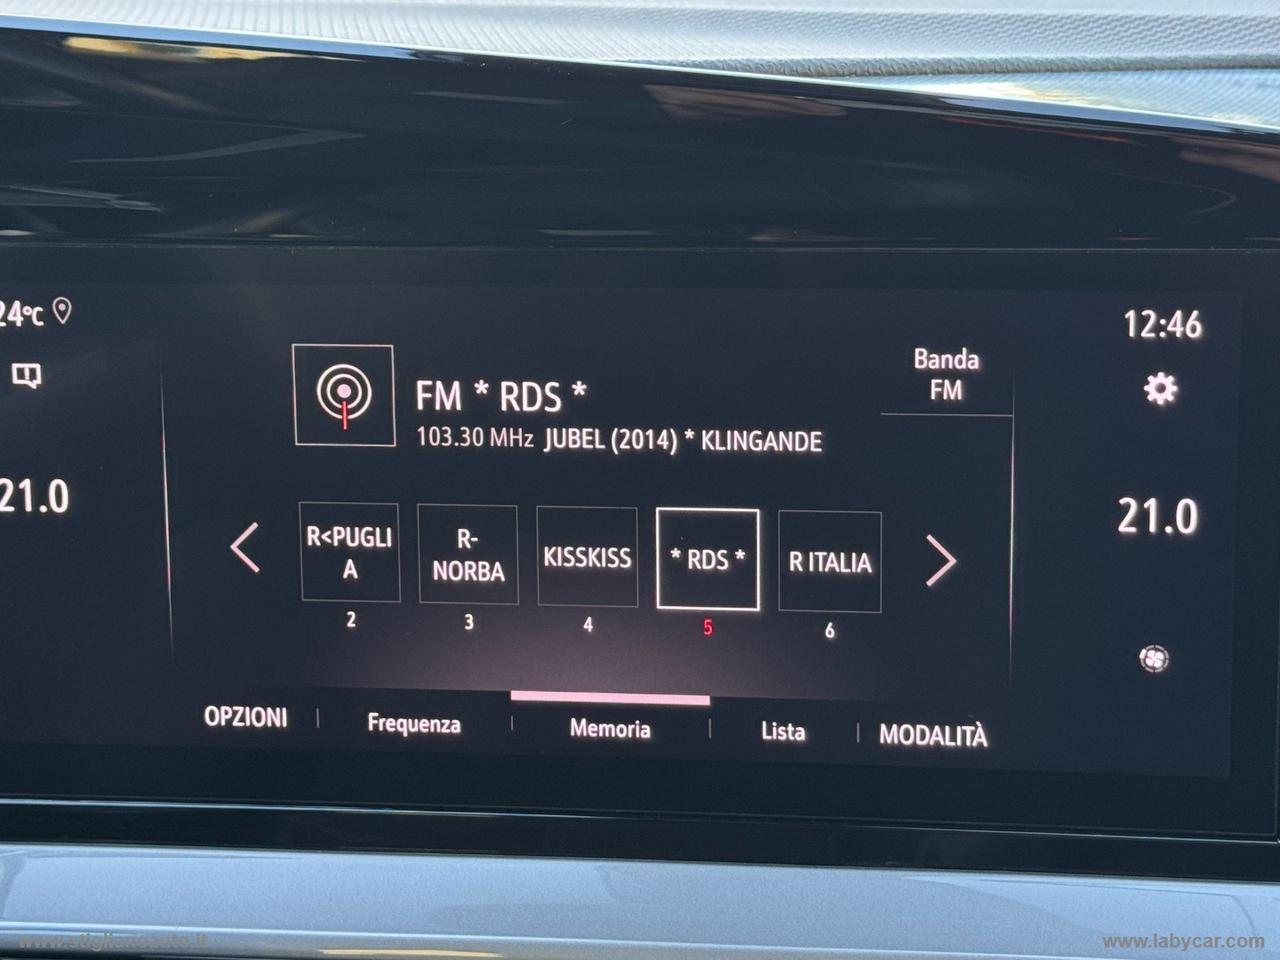 24°C
12:46
Banda
FM
FM * RDS *
103.30 MHz JUBEL (2014) * KLINGANDE
21.0
21.0
R<PUGLI
A
R-
NORBA
KISSKISS
* RDS *
R ITALIA
2
3
4
5
6
OPZIONI
Frequenza
Memoria
Lista
MODALITÀ
www.labycar.com